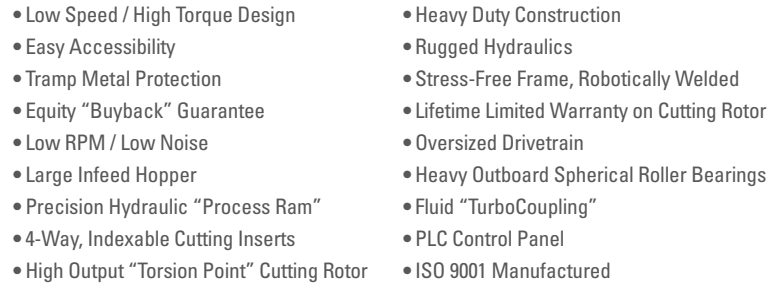 • Low Speed / High Torque Design
• Easy Accessibility
• Tramp Metal Protection
• Equity “Buyback” Guarantee
• Low RPM / Low Noise
• Large Infeed Hopper
• Precision Hydraulic “Process Ram”
• 4-Way, Indexable Cutting Inserts
• High Output “Torsion Point” Cutting Rotor
• Heavy Duty Construction
• Rugged Hydraulics
• Stress-Free Frame, Robotically Welded
• Lifetime Limited Warranty on Cutting Rotor
• Oversized Drivetrain
• Heavy Outboard Spherical Roller Bearings
• Fluid “TurboCoupling”
• PLC Control Panel
• ISO 9001 Manufactured